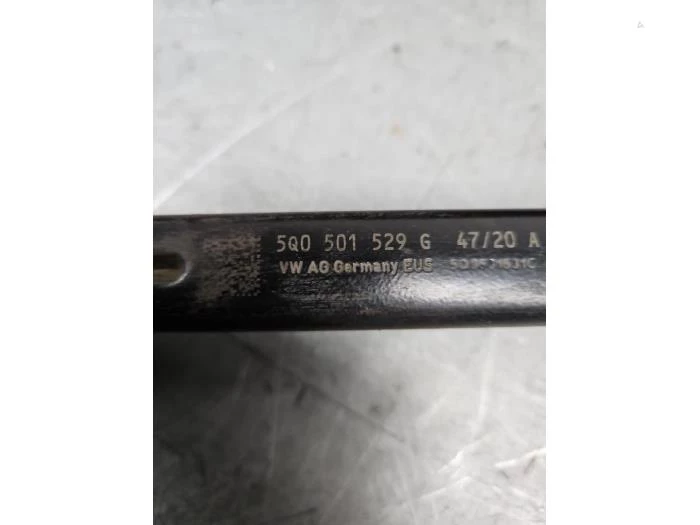 5Q0 501 529 G 47/20 A
VW AG Germany EUS